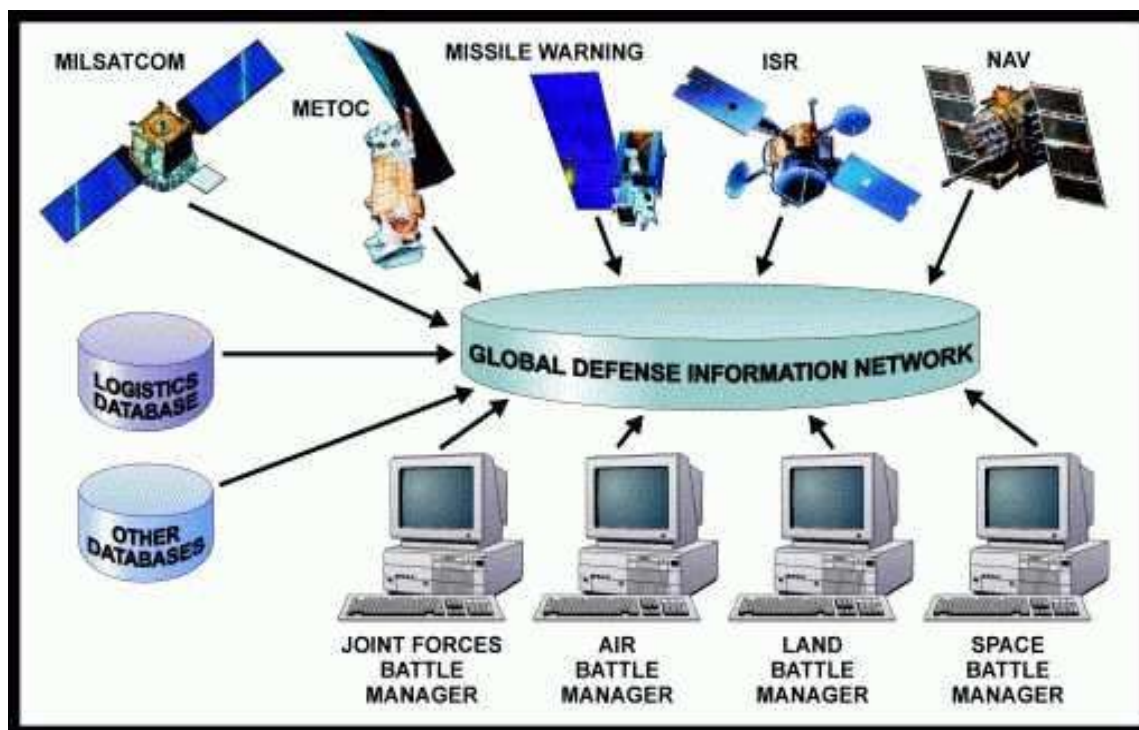 MILSATCOM
METOC
MISSILE WARNING
ISR
NAV
LOGISTICS
DATABASE
GLOBAL DEFENSE INFORMATION NETWORK
OTHER
DATABASES
JOINT FORCES
BATTLE
MANAGER
AIR
BATTLE
MANAGER
LAND
BATTLE
MANAGER
SPACE
BATTLE
MANAGER